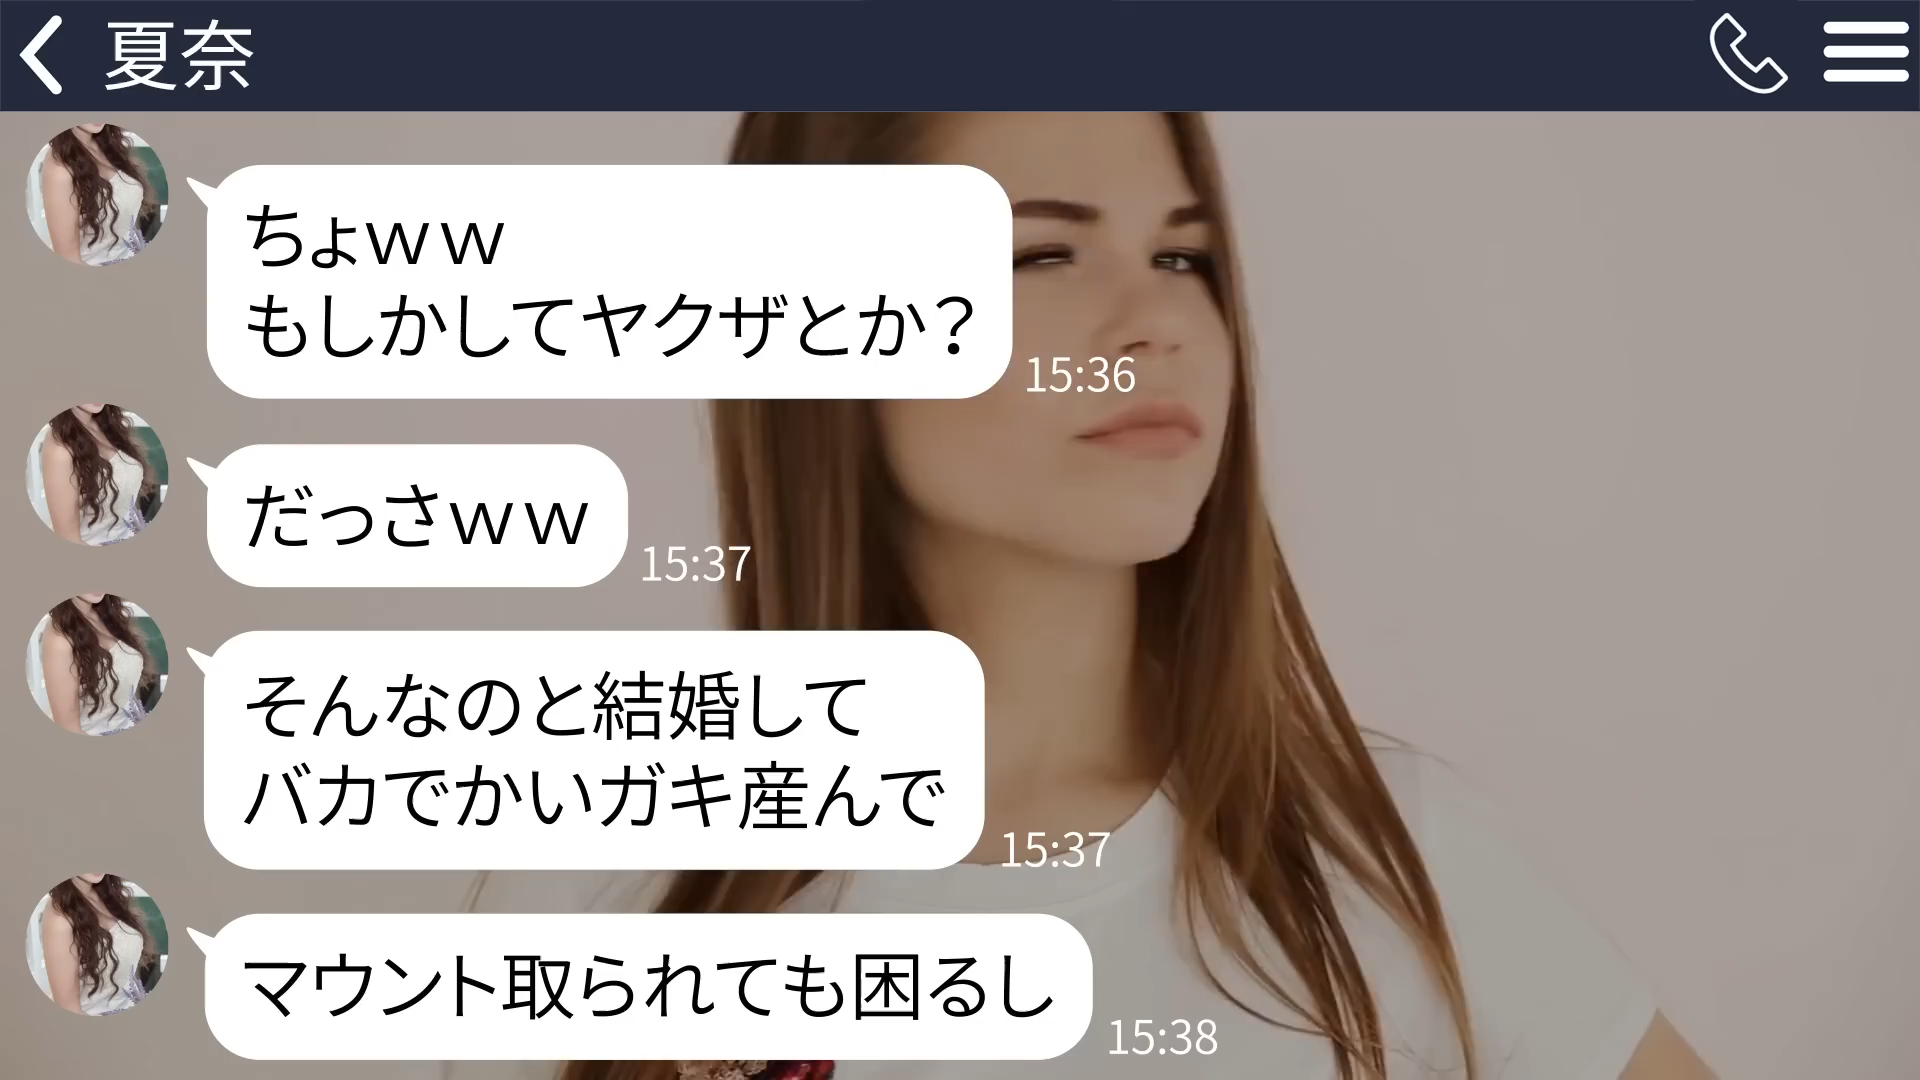 夏奈
ちょｗｗ
もしかしてヤクザとか？
15:36
だっさｗｗ
15:37
そんなのと結婚して
バカでかいガキ産んで
15:37
マウント取られても困るし
15:38